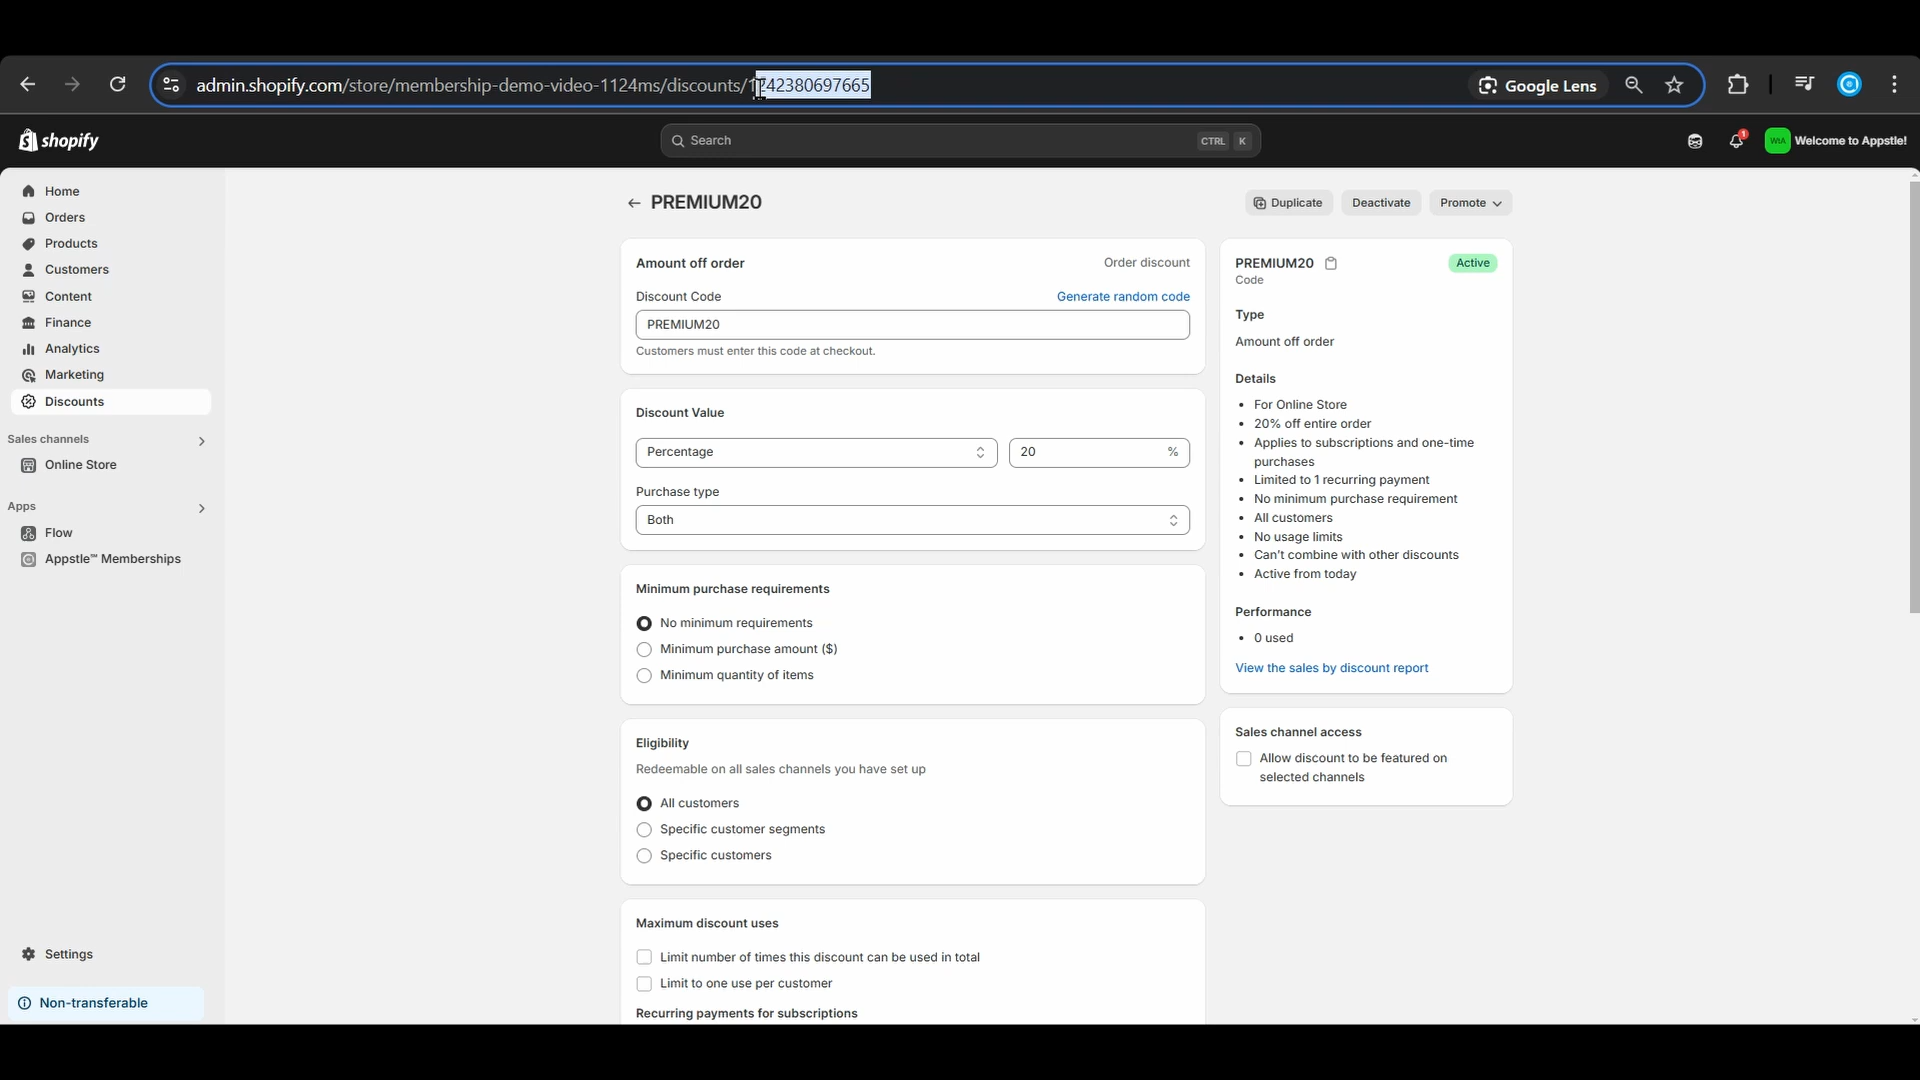 admin.shopify.com/store/membership-demo-video-1124ms/discounts/1742380697665
Google Lens
shopify
Search
CTRL K
1
WIA
Welcome to Appstle!
Home
Orders
Products
Customers
Content
Finance
Analytics
Marketing
Discounts
Sales channels
Online Store
Apps
Flow
Appstle™ Memberships
Settings
Non-transferable
PREMIUM20
Duplicate
Deactivate
Promote
Amount off order
Order discount
Discount Code
Generate random code
PREMIUM20
Customers must enter this code at checkout.
Discount Value
Percentage
20 %
Purchase type
Both
Minimum purchase requirements
No minimum requirements
Minimum purchase amount ($)
Minimum quantity of items
Eligibility
Redeemable on all sales channels you have set up
All customers
Specific customer segments
Specific customers
Maximum discount uses
Limit number of times this discount can be used in total
Limit to one use per customer
Recurring payments for subscriptions
PREMIUM20
Active
Code
Type
Amount off order
Details
• For Online Store
• 20% off entire order
• Applies to subscriptions and one-time
purchases
• Limited to 1 recurring payment
• No minimum purchase requirement
• All customers
• No usage limits
• Can't combine with other discounts
• Active from today
Performance
• 0 used
View the sales by discount report
Sales channel access
Allow discount to be featured on
selected channels